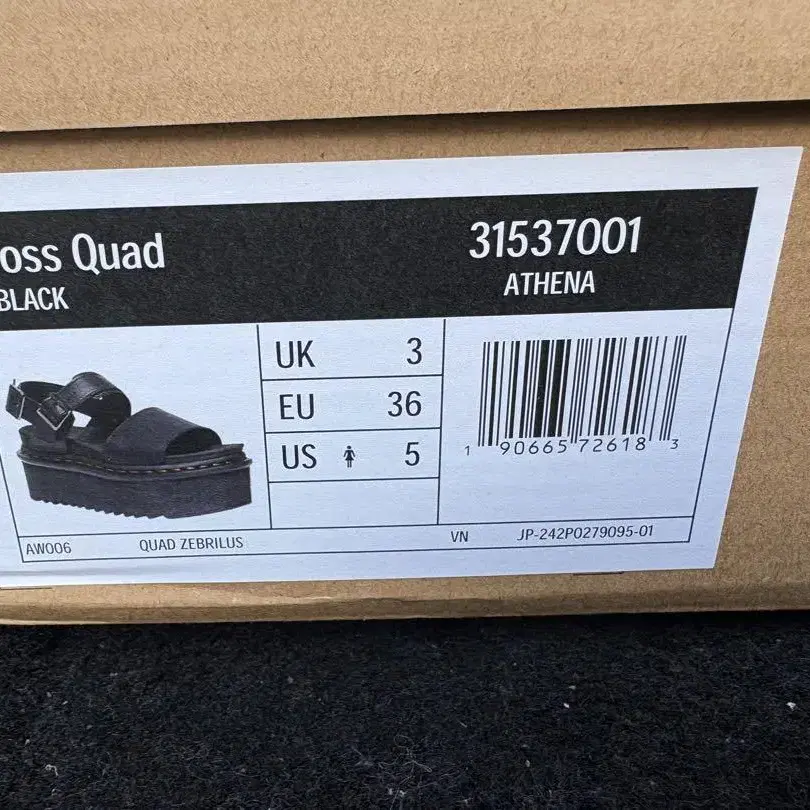 oss Quad
BLACK
31537001
ATHENA
UK 3
EU 36
US 5
1 90665 72618 3
AW006 QUAD ZEBRILUS VN JP-242P0279095-01